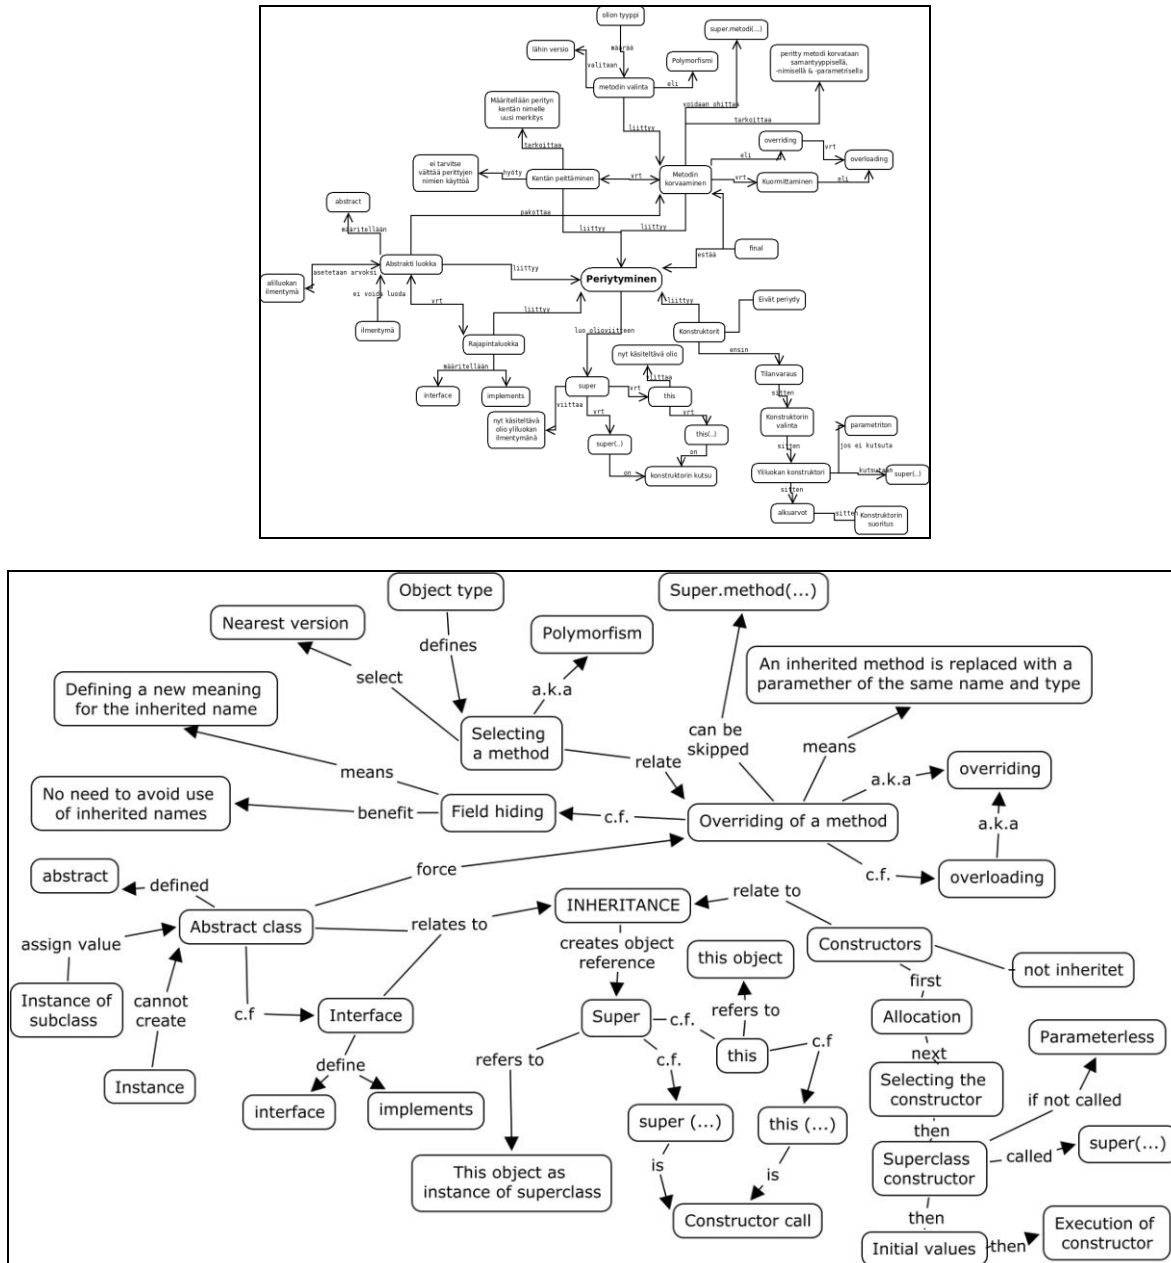 olion tyyppi
super.metodi(...)
lähin versio
määrää
valitaan
Polymorfismi
peritty metodi korvataan
samantyyppisellä,
-nimisellä & -parametrisella
metodin valinta
eli
Määritellään perityn
kentän nimelle
uusi merkitys
voidaan ohittaa
tarkoittaa
liittyy
tarkoittaa
overriding
vrt
eli
overloading
ei tarvitse
välttää perittyjen
nimien käyttöä
hyöty
Kentän peittäminen
vrt
Metodin
korvaaminen
vrt
Kuormittaminen
eli
abstract
pakottaa
määritellään
liittyy
liittyy
final
estää
Abstrakti luokka
asetetaan arvoksi
liittyy
Periytyminen
aliluokan
ilmentymä
ei voida luoda
vrt
liittyy
liittyy
Eivät periydy
ilmentymä
luo olioviitteen
Konstruktorit
Rajapintaluokka
ensin
nyt käsiteltävä olio
määritellään
viittaa
Tilanvaraus
interface
implements
super
vrt
this
sitten
viittaa
vrt
vrt
nyt käsiteltävä
olio yliluokan
ilmentymänä
Konstruktorin
valinta
parametriton
super(..)
this(..)
sitten
jos ei kutsuta
on
on
konstruktorin kutsu
Yliluokan konstruktori
kutsutaan
super(..)
sitten
alkuarvot
sitten
Konstruktorin
suoritus
Object type
Super.method(...)
Nearest version
defines
Polymorfism
An inherited method is replaced with a
paramether of the same name and type
select
a.k.a
Defining a new meaning
for the inherited name
Selecting
a method
can be
skipped
means
relate
means
a.k.a
overriding
No need to avoid use
of inherited names
benefit
Field hiding
c.f.
Overriding of a method
a.k.a
force
c.f.
overloading
abstract
defined
relate to
Abstract class
relates to
INHERITANCE
assign value
creates object
reference
this object
Constructors
not inheritet
Instance of
subclass
cannot
create
first
c.f
Interface
Super
c.f.
refers to
Allocation
Parameterless
refers to
this
c.f
next
define
c.f.
Instance
Selecting the
constructor
if not called
interface
implements
super (...)
this (...)
then
super(...)
called
Superclass
constructor
This object as
instance of superclass
is
is
then
Constructor call
Execution of
constructor
Initial values
then